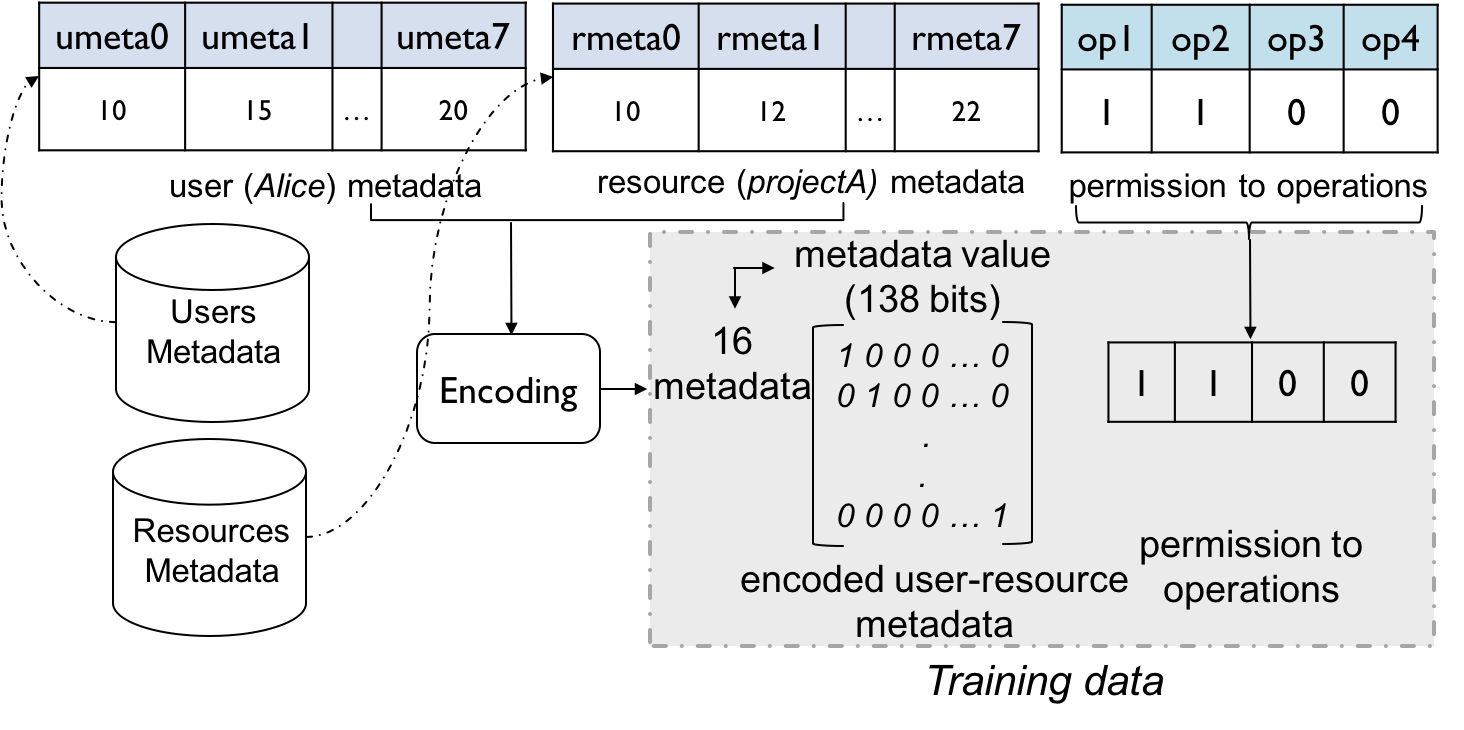 umeta0 umeta1 umeta7 rmeta0 rmeta1 rmeta7 op1 op2 op3 op4
10 15 ... 20 10 12 ... 22 1 1 0 0
user (Alice) metadata resource (projectA) metadata permission to operations
Users
Metadata
Resources
Metadata
Encoding
metadata value
(138 bits)
16
metadata
1 0 0 0 ... 0
0 1 0 0 ... 0
.
.
0 0 0 0 ... 1
encoded user-resource
metadata
1 1 0 0
permission to
operations
Training data